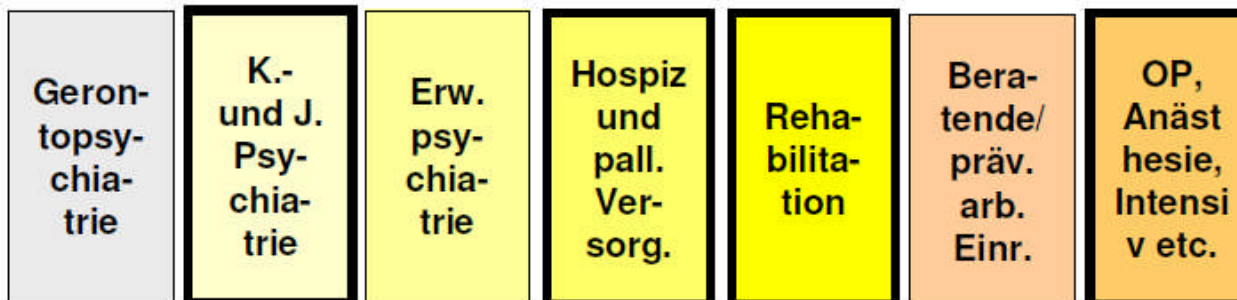 Geron-
topsy-
chia-
trie
K.-
und J.
Psy-
chia-
trie
Erw.
psy-
chia-
trie
Hospiz
und
pall.
Ver-
sorg.
Reha-
bilita-
tion
Bera-
tende/
präv.
arb.
Einr.
OP,
Anäst
hesie,
Intensi
v etc.